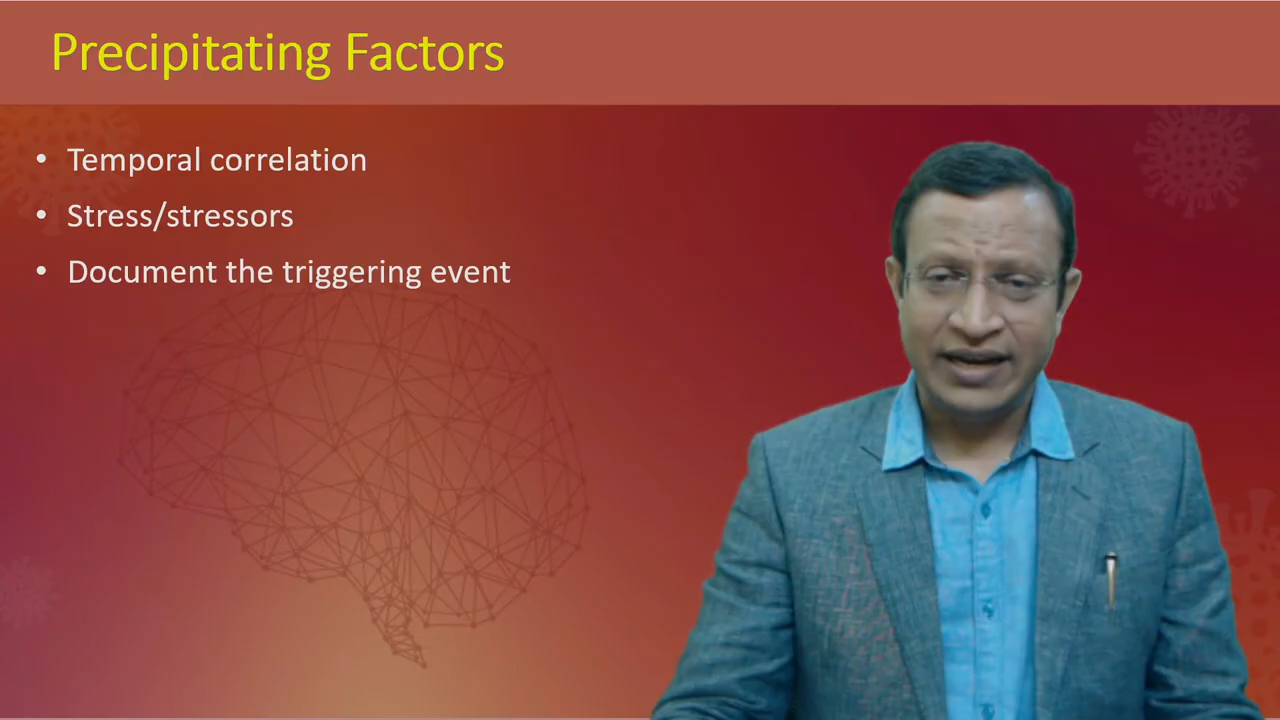 Precipitating Factors
• Temporal correlation
• Stress/stressors
• Document the triggering event